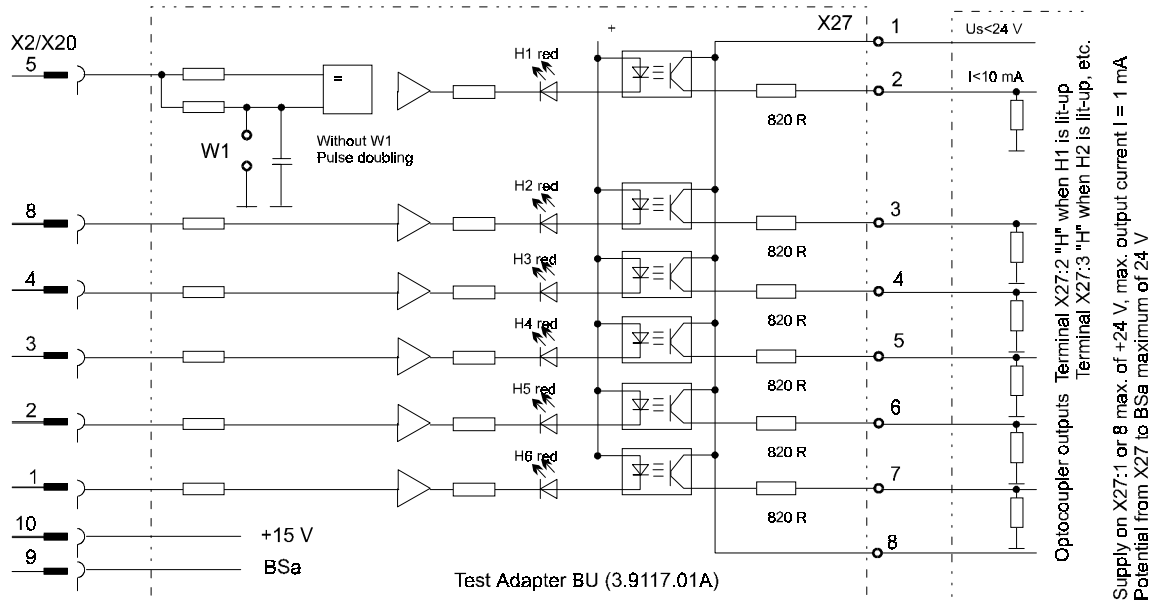 X2/X20
X27
1
Us<24 V
5
H1 red
+
=
2
I<10 mA
820 R
W1
Without W1
Pulse doubling
8
H2 red
3
820 R
4
H3 red
4
820 R
3
H4 red
5
820 R
2
H5 red
6
820 R
1
H6 red
7
820 R
10
+15 V
9
BSa
8
Test Adapter BU (3.9117.01A)
Optocoupler outputs Terminal X27:2 "H" when H1 is lit-up
Terminal X27:3 "H" when H2 is lit-up, etc.
Supply on X27:1 or 8 max. of +24 V, max. output current I = 1 mA
Potential from X27 to BSa maximum of 24 V